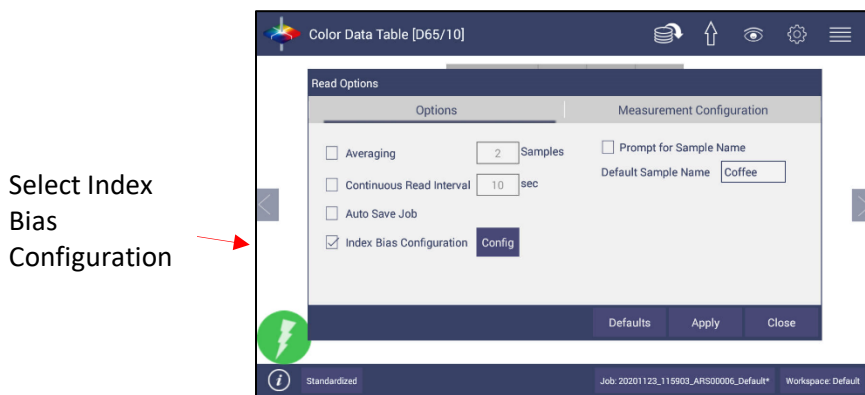 Color Data Table [D65/10]
Read Options
Options
Measurement Configuration
Averaging 2 Samples
Prompt for Sample Name
Continuous Read Interval 10 sec
Default Sample Name Coffee
Auto Save Job
Index Bias Configuration Config
Select Index
Bias
Configuration
Defaults Apply Close
i Standardized Job: 20201123_115903_ARS00006_Default* Workspace: Default